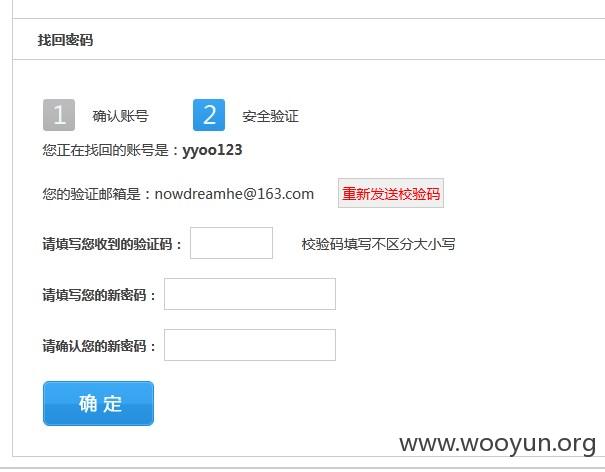 找回密码
1 确认账号 2 安全验证
您正在找回的账号是：yyoo123
您的验证邮箱是：nowdreamhe@163.com 重新发送校验码
请填写您收到的验证码： 校验码填写不区分大小写
请填写您的新密码：
请确认您的新密码：
确 定
www.wooyun.org